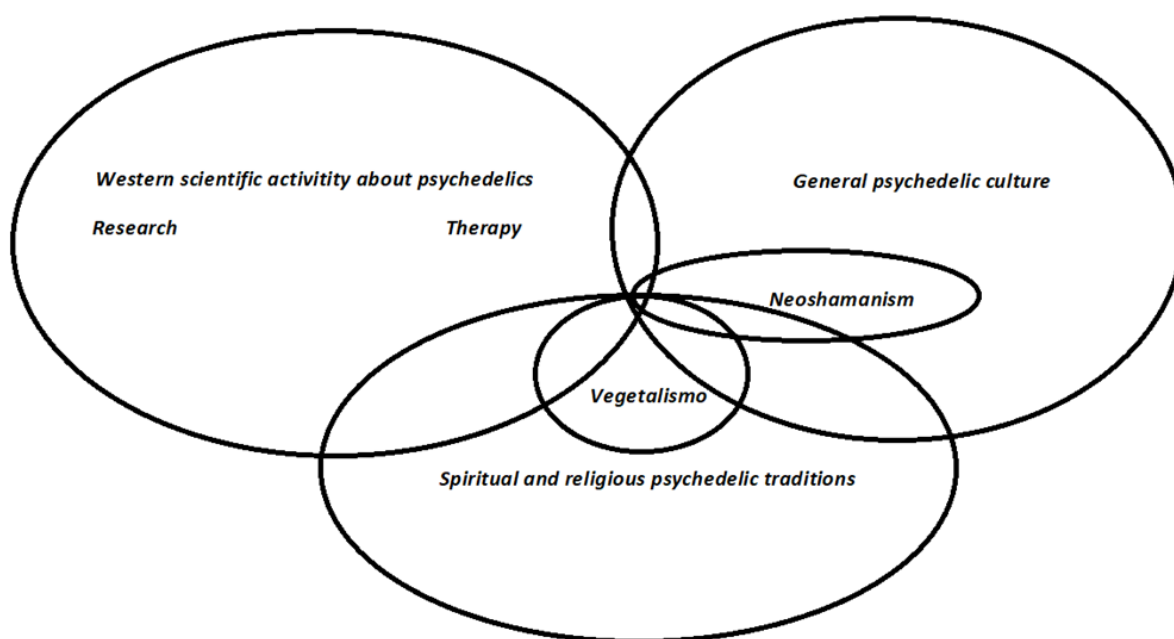 Western scientific activitity about psychedelics
General psychedelic culture
Research
Therapy
Neoshamanism
Vegetalismo
Spiritual and religious psychedelic traditions